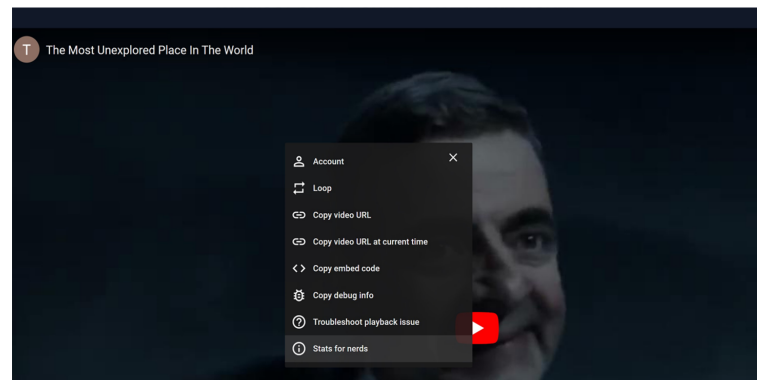 T
The Most Unexplored Place In The World
Account
Loop
Copy video URL
Copy video URL at current time
Copy embed code
Copy debug info
Troubleshoot playback issue
Stats for nerds